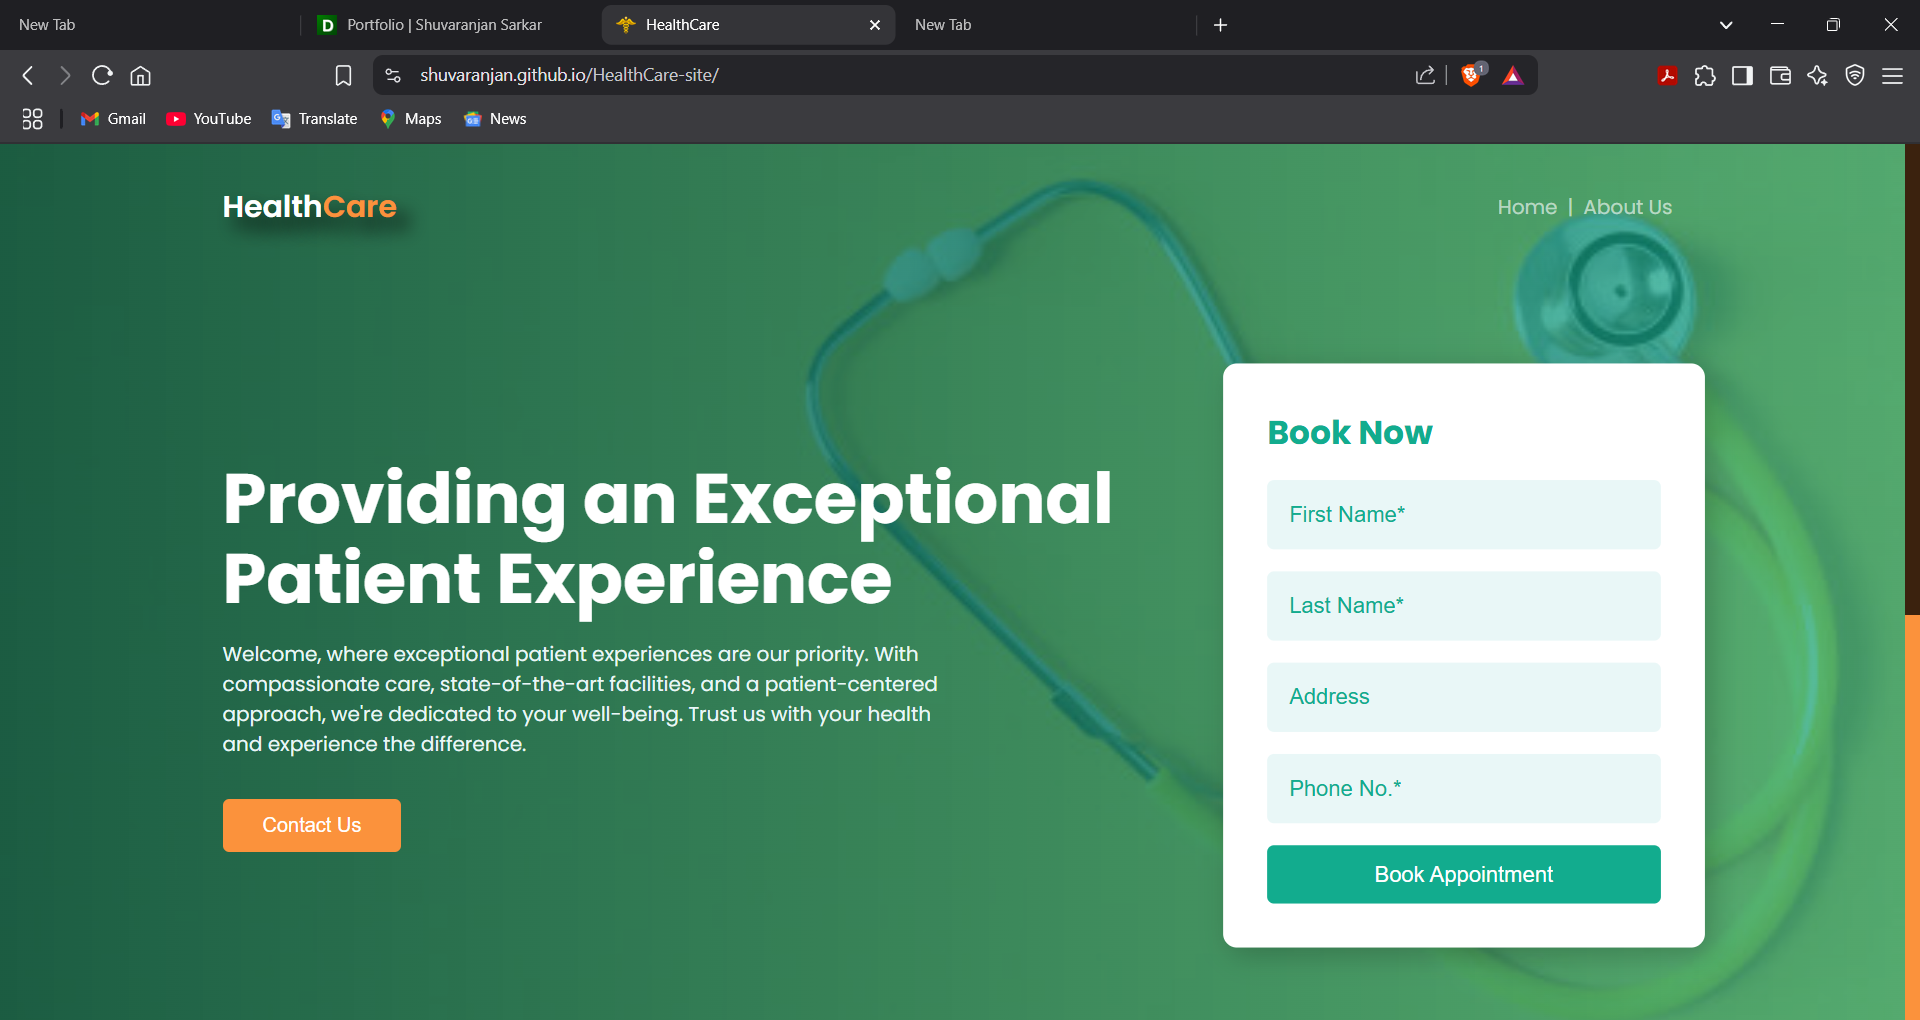 New Tab
Portfolio | Shuvaranjan Sarkar
HealthCare
New Tab
shuvaranjan.github.io/HealthCare-site/
1
Gmail
YouTube
Translate
Maps
News
HealthCare
Home | About Us
Providing an Exceptional
Patient Experience
Welcome, where exceptional patient experiences are our priority. With
compassionate care, state-of-the-art facilities, and a patient-centered
approach, we're dedicated to your well-being. Trust us with your health
and experience the difference.
Contact Us
Book Now
First Name*
Last Name*
Address
Phone No.*
Book Appointment